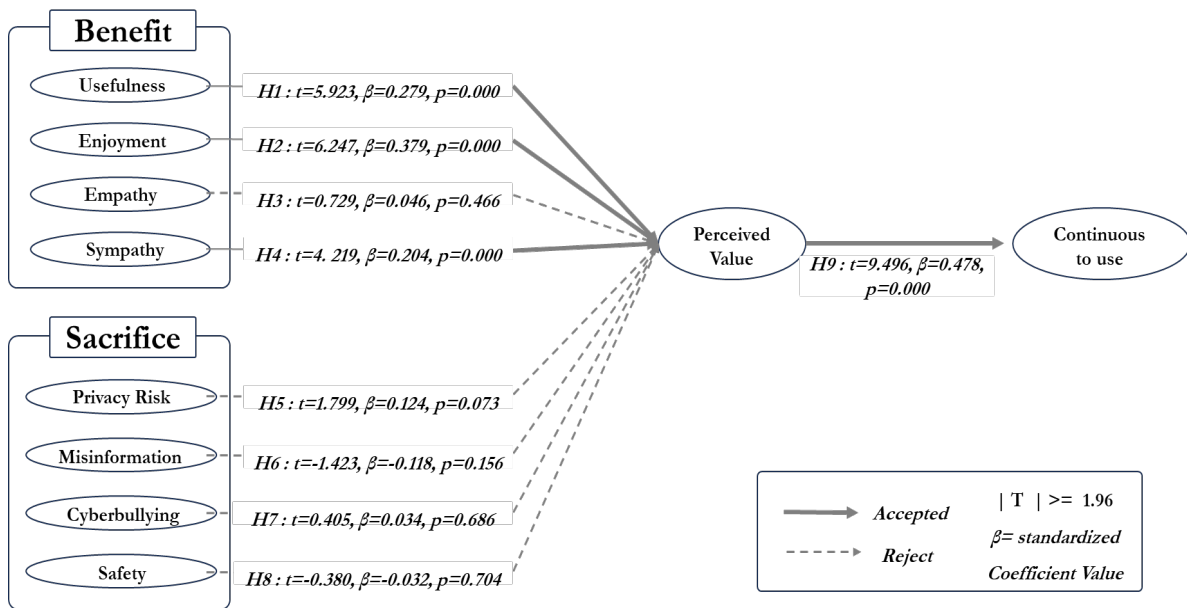 Benefit
Usefulness
H1 : t=5.923, β=0.279, p=0.000
Enjoyment
H2 : t=6.247, β=0.379, p=0.000
Empathy
H3 : t=0.729, β=0.046, p=0.466
Sympathy
H4 : t=4. 219, β=0.204, p=0.000
Perceived
Value
H9 : t=9.496, β=0.478,
p=0.000
Continuous
to use
Sacrifice
Privacy Risk
H5 : t=1.799, β=0.124, p=0.073
Misinformation
H6 : t=-1.423, β=-0.118, p=0.156
Cyberbullying
H7 : t=0.405, β=0.034, p=0.686
Safety
H8 : t=-0.380, β=-0.032, p=0.704
Accepted
Reject
| T | >= 1.96
β= standardized
Coefficient Value